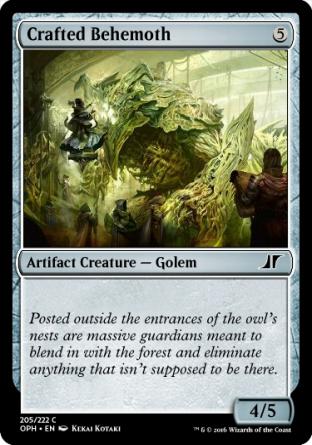 Crafted Behemoth 5
Artifact Creature — Golem
Posted outside the entrances of the owl's
nests are massive guardians meant to
blend in with the forest and eliminate
anything that isn't supposed to be there.
205/222 C
OPH • EN Kekai Kotaki
™ & © 2016 Wizards of the Coast
4/5